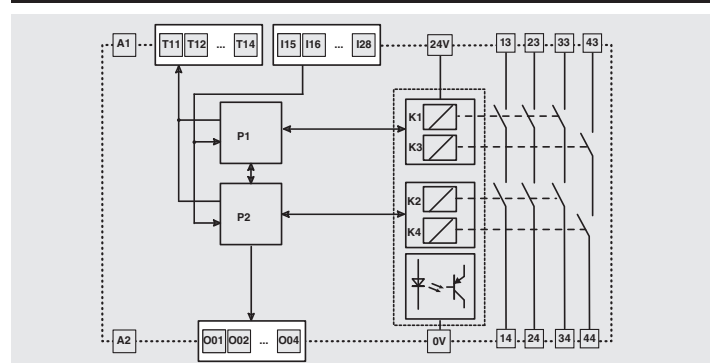 A1 T11 T12 ... T14 I15 I16 ... I28 24V 13 23 33 43
K1
P1
K3
K2
P2
K4
A2 O01 O02 ... O04 0V 14 24 34 44